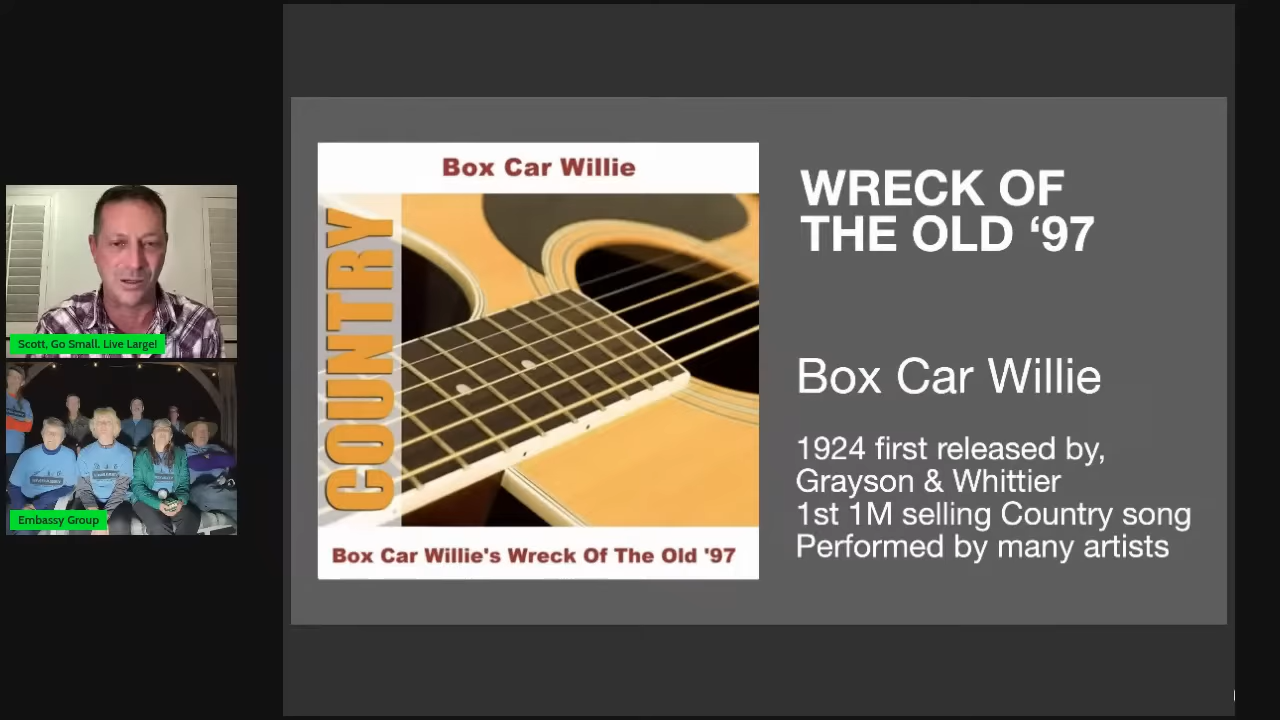 Box Car Willie
COUNTRY
Box Car Willie's Wreck Of The Old '97
WRECK OF
THE OLD ‘97
Box Car Willie
1924 first released by,
Grayson & Whittier
1st 1M selling Country song
Performed by many artists
Scott, Go Small. Live Large!
Embassy Group